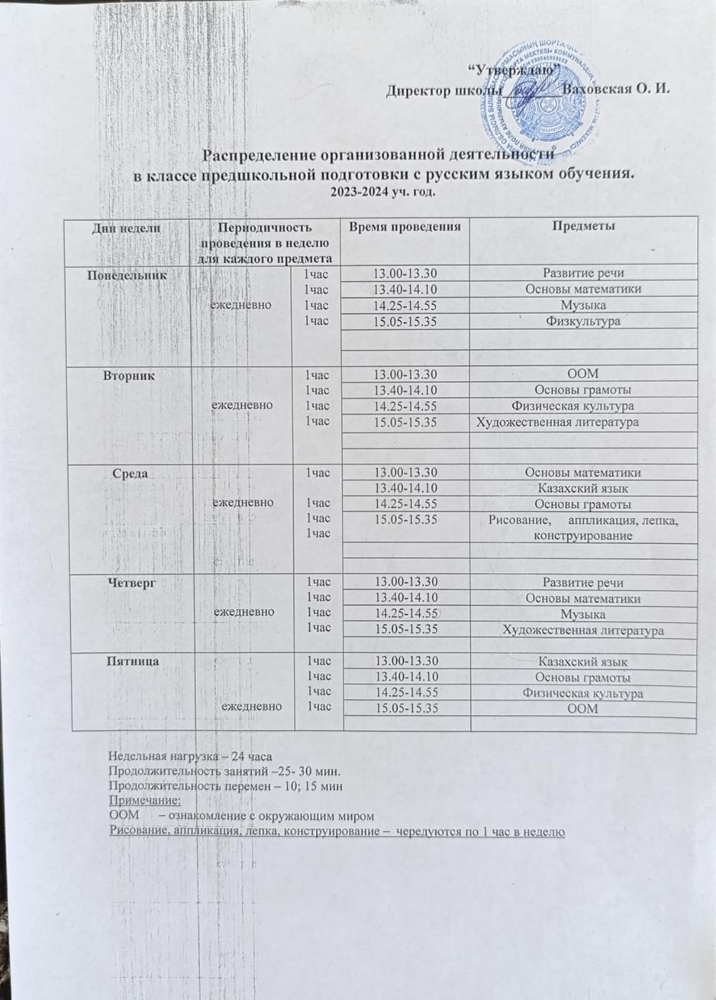 “Утверждаю”
Директор школы________Ваховская О. И.
Распределение организованной деятельности
в классе предшкольной подготовки с русским языком обучения.
2023-2024 уч. год.
Дни недели Периодичность проведения в неделю для каждого предмета Время проведения Предметы
Понедельник 1час 13.00-13.30 Развитие речи
1час 13.40-14.10 Основы математики
ежедневно 1час 14.25-14.55 Музыка
1час 15.05-15.35 Физкультура
Вторник 1час 13.00-13.30 ООМ
1час 13.40-14.10 Основы грамоты
ежедневно 1час 14.25-14.55 Физическая культура
1час 15.05-15.35 Художественная литература
Среда 1час 13.00-13.30 Основы математики
13.40-14.10 Казахский язык
ежедневно 1час 14.25-14.55 Основы грамоты
1час 15.05-15.35 Рисование, аппликация, лепка,
1час конструирование
Четверг 1час 13.00-13.30 Развитие речи
1час 13.40-14.10 Основы математики
ежедневно 1час 14.25-14.55 Музыка
1час 15.05-15.35 Художественная литература
Пятница 1час 13.00-13.30 Казахский язык
1час 13.40-14.10 Основы грамоты
1час 14.25-14.55 Физическая культура
ежедневно 1час 15.05-15.35 ООМ
Недельная нагрузка – 24 часа
Продолжительность занятий –25- 30 мин.
Продолжительность перемен – 10; 15 мин
Примечание:
ООМ – ознакомление с окружающим миром
Рисование, аппликация, лепка, конструирование – чередуются по 1 час в неделю